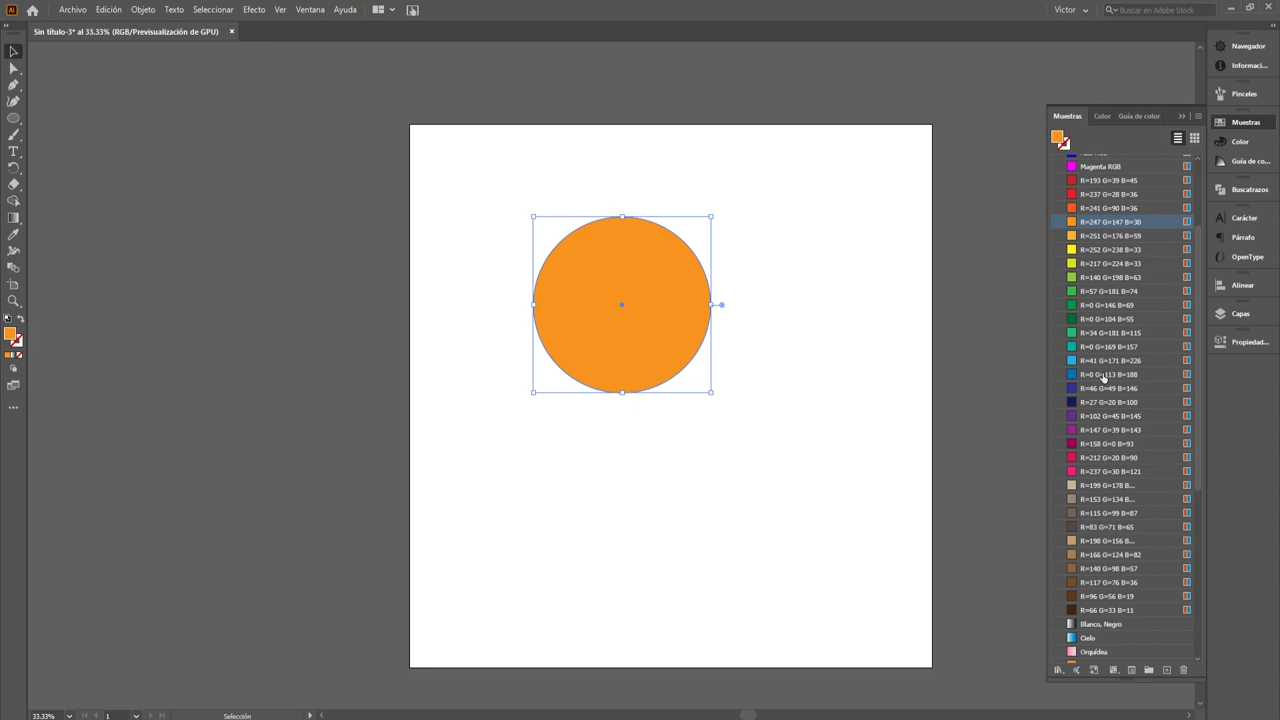 Ai Archivo Edición Objeto Texto Seleccionar Efecto Ver Ventana Ayuda Victor Buscar en Adobe Stock
Sin título-3* al 33.33% (RGB/Previsualización de GPU)
Navegador
Informaci...
Pinceles
Muestras
Color
Guía de co...
Buscatrazos
Carácter
Párrafo
OpenType
Alinear
Capas
Propiedad...
Muestras Color Guía de color
Magenta RGB
R=193 G=39 B=45
R=237 G=28 B=36
R=241 G=90 B=36
R=247 G=147 B=30
R=251 G=176 B=59
R=252 G=238 B=33
R=217 G=224 B=33
R=140 G=198 B=63
R=57 G=181 B=74
R=0 G=146 B=69
R=0 G=104 B=55
R=34 G=181 B=115
R=0 G=169 B=157
R=41 G=171 B=226
R=0 G=113 B=188
R=46 G=49 B=146
R=27 G=20 B=100
R=102 G=45 B=145
R=147 G=39 B=143
R=158 G=0 B=93
R=212 G=20 B=90
R=237 G=30 B=121
R=199 G=178 B...
R=153 G=134 B...
R=115 G=99 B=87
R=83 G=71 B=65
R=198 G=156 B...
R=166 G=124 B=82
R=140 G=98 B=57
R=117 G=76 B=36
R=96 G=56 B=19
R=66 G=33 B=11
Blanco, Negro
Cielo
Orquídea
33.33% 1 Selección